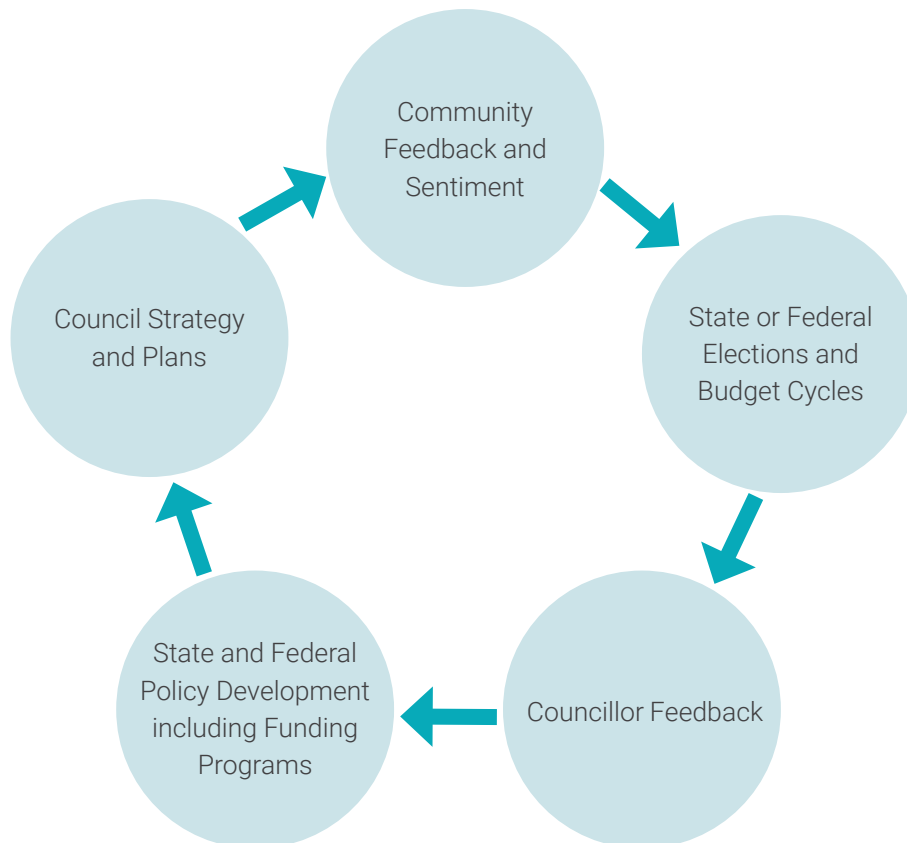 Community
Feedback and
Sentiment
State or Federal
Elections and
Budget Cycles
Councillor Feedback
State and Federal
Policy Development
including Funding
Programs
Council Strategy
and Plans